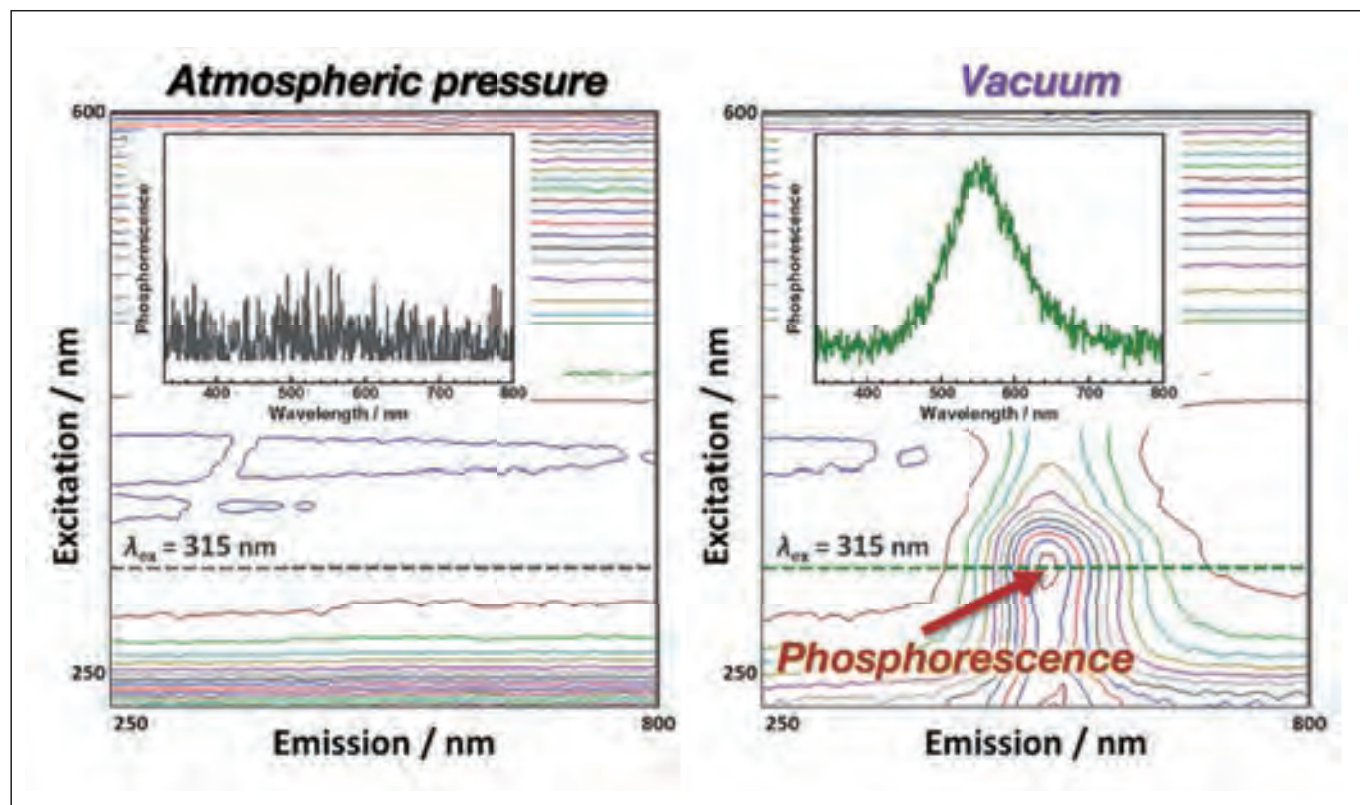 Atmospheric pressure
600
Phosphorescence
400 500 600 700 800
Wavelength / nm
Excitation / nm
λex = 315 nm
250
250 800
Emission / nm
Vacuum
600
Phosphorescence
400 500 600 700 800
Wavelength / nm
Excitation / nm
λex = 315 nm
Phosphorescence
250
250 800
Emission / nm